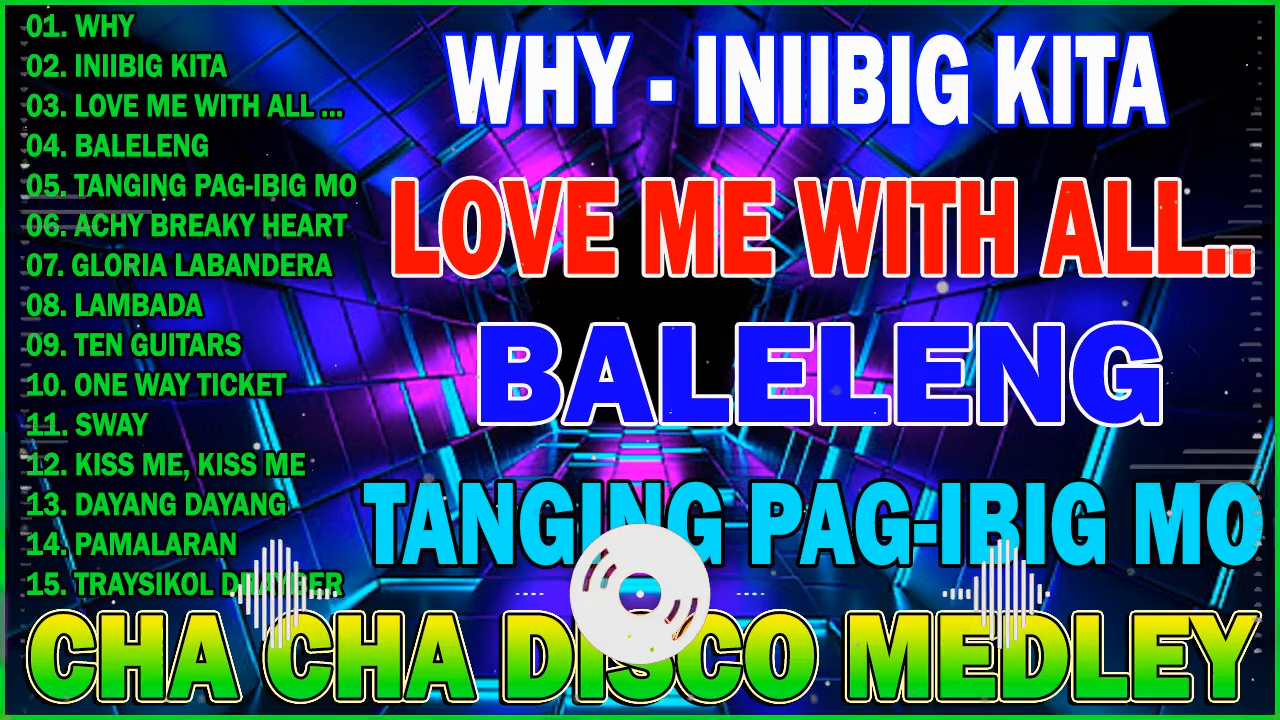 01. WHY
02. INIIBIG KITA
03. LOVE ME WITH ALL ...
04. BALELENG
05. TANGING PAG-IBIG MO
06. ACHY BREAKY HEART
07. GLORIA LABANDERA
08. LAMBADA
09. TEN GUITARS
10. ONE WAY TICKET
11. SWAY
12. KISS ME, KISS ME
13. DAYANG DAYANG
14. PAMALARAN
15. TRAYSIKOL DRAYBER
WHY - INIIBIG KITA
LOVE ME WITH ALL..
BALELENG
TANGING PAG-IBIG MO
CHA CHA DISCO MEDLEY